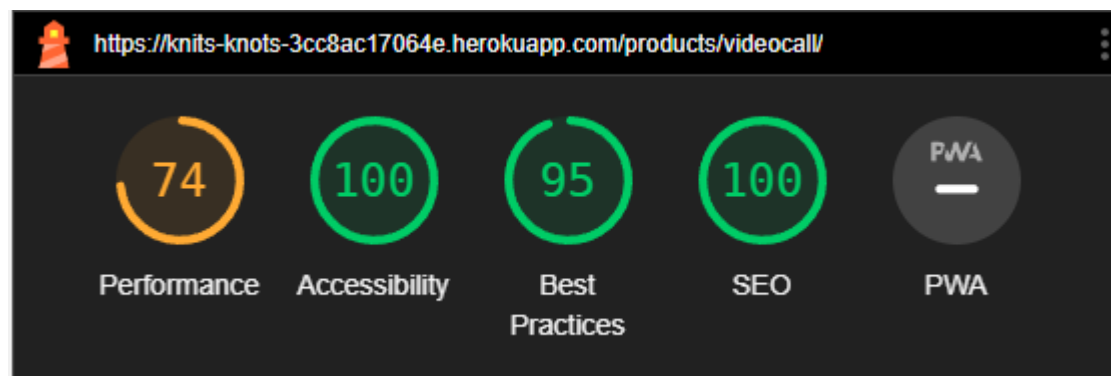 https://knits-knots-3cc8ac17064e.herokuapp.com/products/videocall/
74 100 95 100 PWA
Performance Accessibility Best Practices SEO PWA